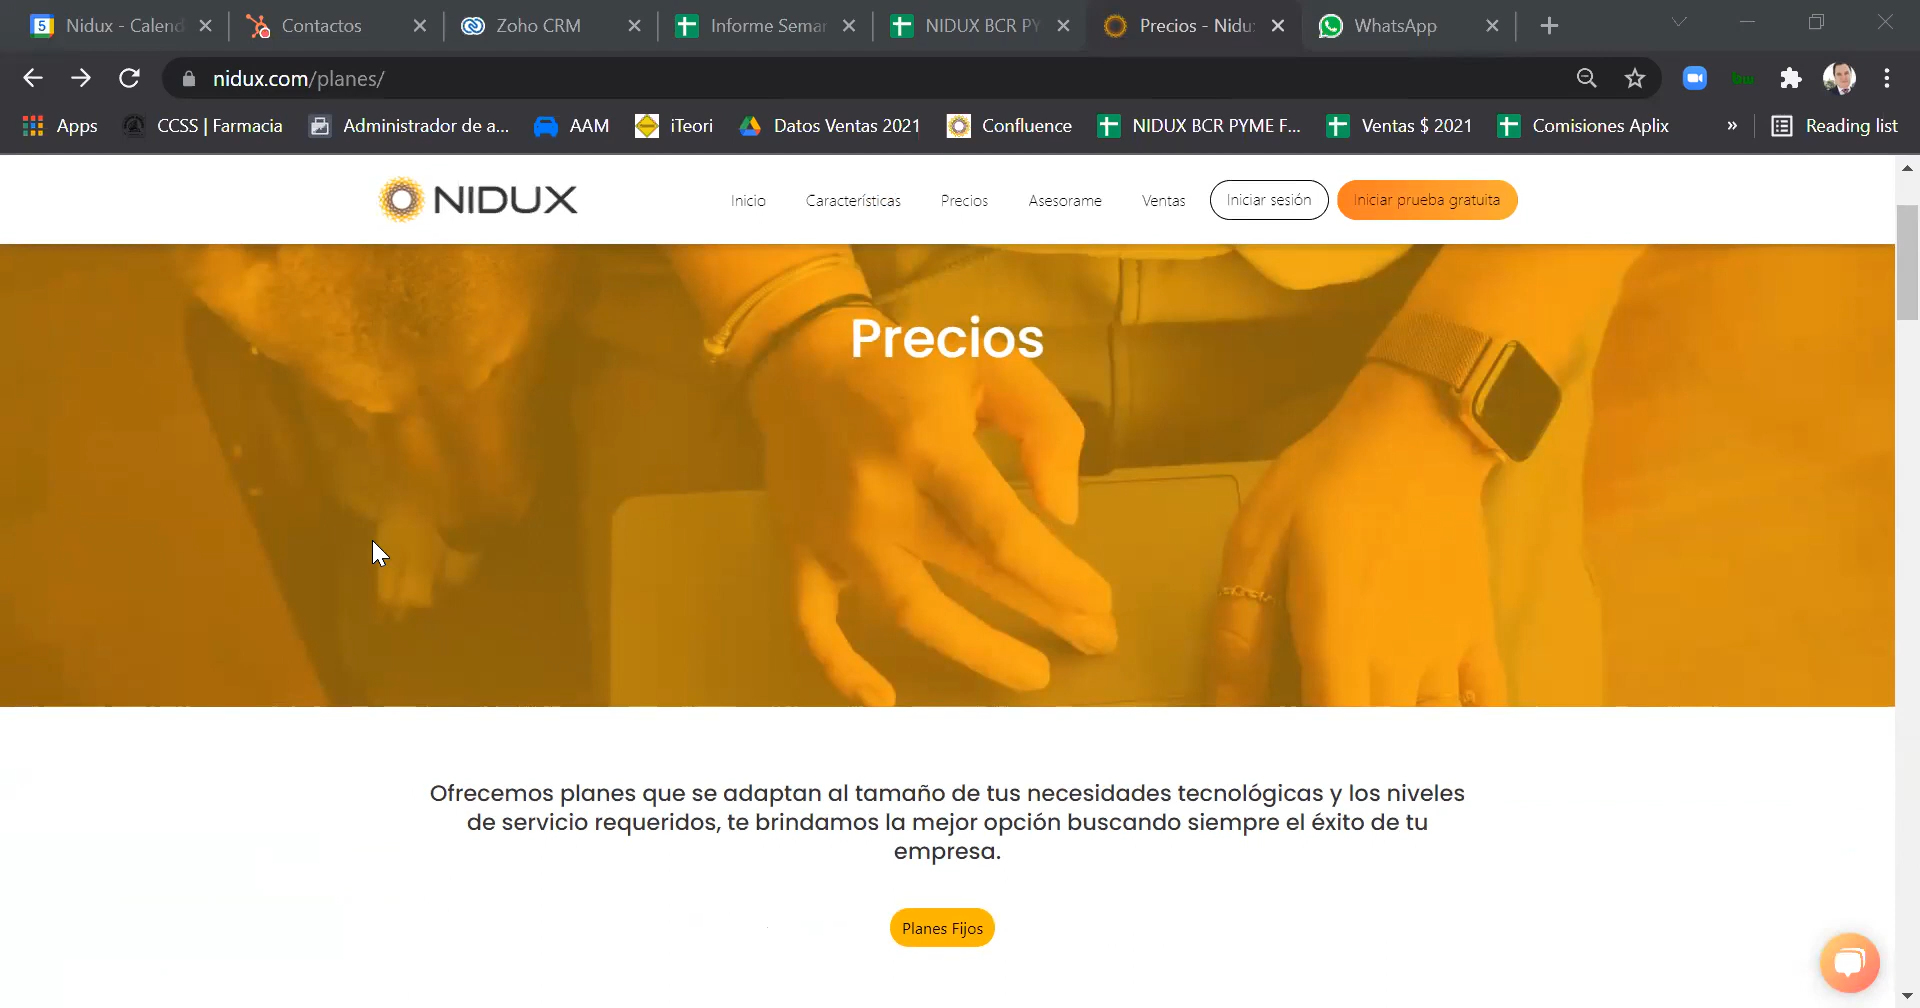 Nidux - Calend
Contactos
Zoho CRM
Informe Semar
NIDUX BCR PY
Precios - Nidu
WhatsApp
nidux.com/planes/
Apps
CCSS | Farmacia
Administrador de a...
AAM
iTeori
Datos Ventas 2021
Confluence
NIDUX BCR PYME F...
Ventas $ 2021
Comisiones Aplix
»
Reading list
NIDUX
Inicio
Características
Precios
Asesorame
Ventas
Iniciar sesión
Iniciar prueba gratuita
Precios
Ofrecemos planes que se adaptan al tamaño de tus necesidades tecnológicas y los niveles
de servicio requeridos, te brindamos la mejor opción buscando siempre el éxito de tu
empresa.
Planes Fijos